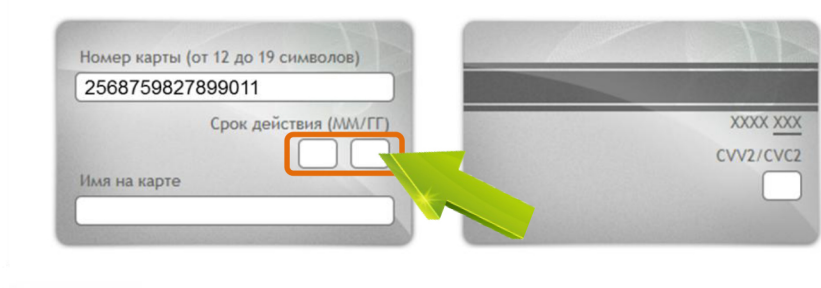 Номер карты (от 12 до 19 символов)
2568759827899011
Срок действия (ММ/ГГ)
Имя на карте
XXXX XXX
CVV2/CVC2